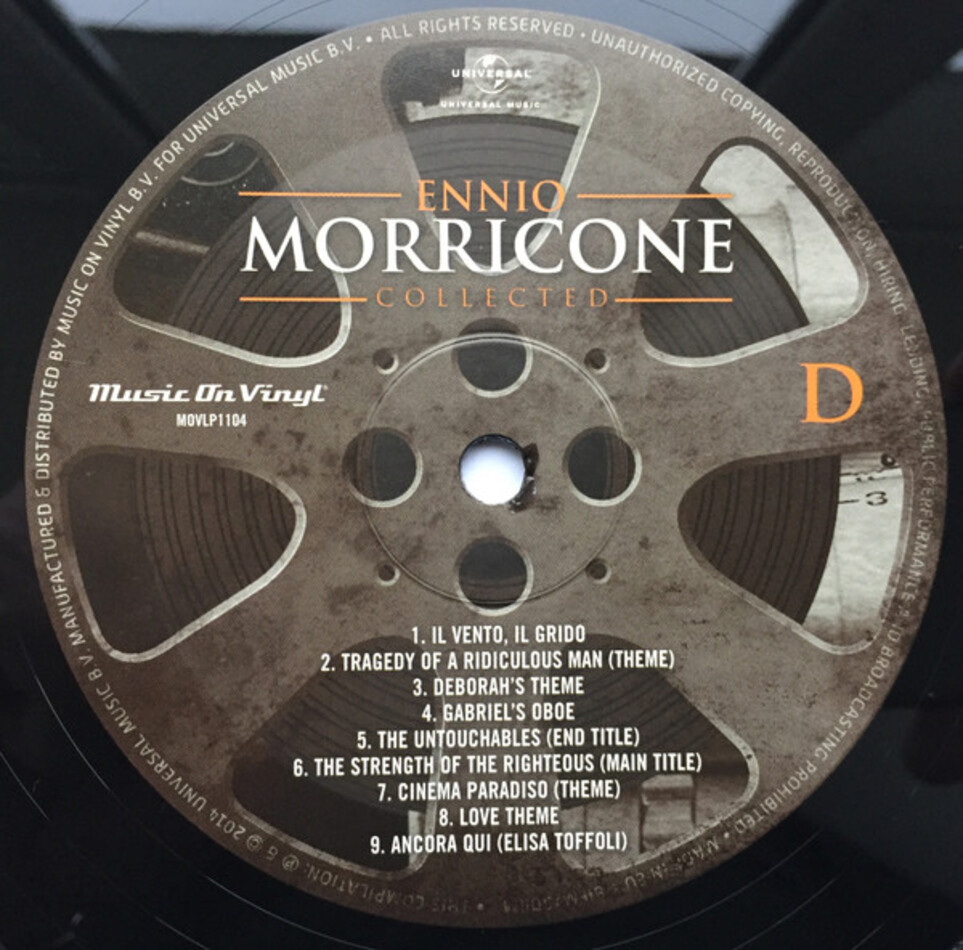 UNIVERSAL
UNIVERSAL MUSIC
ENNIO
MORRICONE
COLLECTED
Music On Vinyl®
MOVLP1104
D
1. IL VENTO, IL GRIDO
2. TRAGEDY OF A RIDICULOUS MAN (THEME)
3. DEBORAH'S THEME
4. GABRIEL'S OBOE
5. THE UNTOUCHABLES (END TITLE)
6. THE STRENGTH OF THE RIGHTEOUS (MAIN TITLE)
7. CINEMA PARADISO (THEME)
8. LOVE THEME
9. ANCORA QUI (ELISA TOFFOLI)
THIS COMPILATION: ℗ & © 2014 UNIVERSAL MUSIC B.V. MANUFACTURED & DISTRIBUTED BY MUSIC ON VINYL B.V. FOR UNIVERSAL MUSIC B.V. • ALL RIGHTS RESERVED • UNAUTHORIZED COPYING, REPRODUCTION, HIRING, LENDING, PUBLIC PERFORMANCE BROADCASTING PROHIBITED •
3